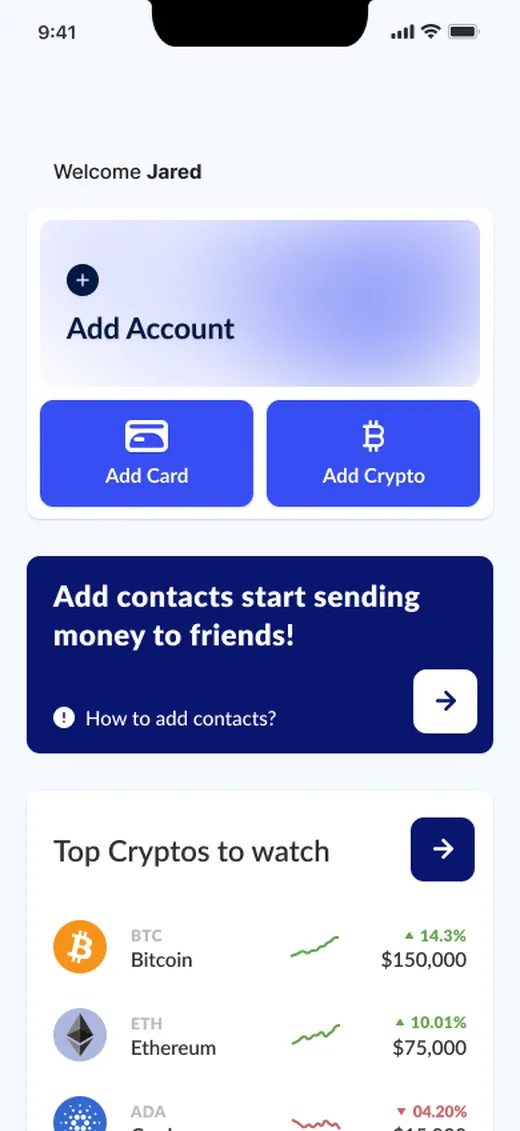 9:41
Welcome Jared
Add Account
Add Card
Add Crypto
Add contacts start sending
money to friends!
How to add contacts?
Top Cryptos to watch
BTC
▲ 14.3%
Bitcoin
$150,000
ETH
▲ 10.01%
Ethereum
$75,000
ADA
▼ 04.20%